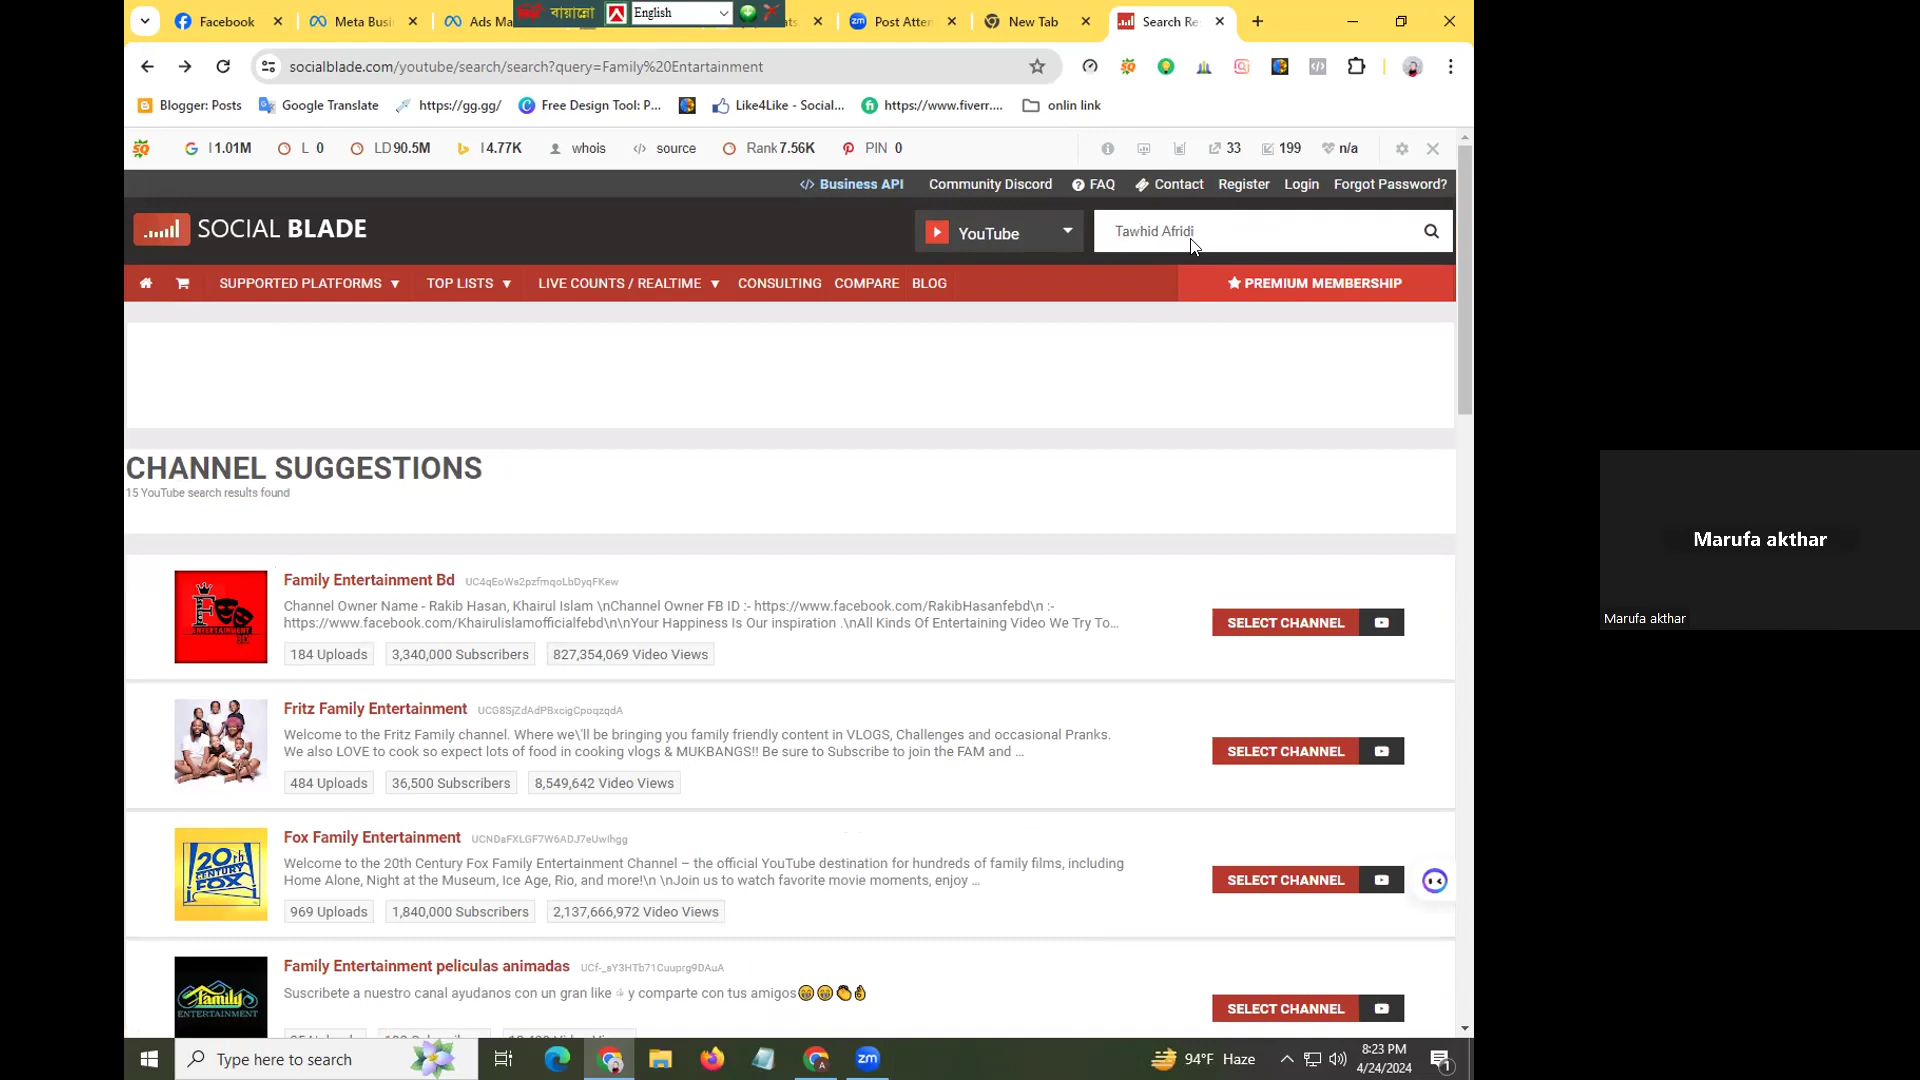 Facebook
Meta Busi
Ads Ma
English
Post Atten
New Tab
Search Re
socialblade.com/youtube/search/search?query=Family%20Entartainment
Blogger: Posts
Google Translate
https://gg.gg/
Free Design Tool: P...
Like4Like - Social...
https://www.fiverr....
onlin link
I 1.01M
L 0
LD 90.5M
I 4.77K
whois
source
Rank 7.56K
PIN 0
33
199
n/a
Business API
Community Discord
FAQ
Contact
Register
Login
Forgot Password?
SOCIAL BLADE
YouTube
Tawhid Afridi
SUPPORTED PLATFORMS
TOP LISTS
LIVE COUNTS / REALTIME
CONSULTING
COMPARE
BLOG
PREMIUM MEMBERSHIP
CHANNEL SUGGESTIONS
15 YouTube search results found
Family Entertainment Bd UC4qEoWs2pzfmqoLbDyqFKew
Channel Owner Name - Rakib Hasan, Khairul Islam \nChannel Owner FB ID :- https://www.facebook.com/RakibHasanfebd\n :-
https://www.facebook.com/Khairulislamofficialfebd\n\nYour Happiness Is Our inspiration .\nAll Kinds Of Entertaining Video We Try To...
184 Uploads
3,340,000 Subscribers
827,354,069 Video Views
SELECT CHANNEL
Fritz Family Entertainment UCG8SjZdAdPBxcigCpoqzqdA
Welcome to the Fritz Family channel. Where we\'ll be bringing you family friendly content in VLOGS, Challenges and occasional Pranks.
We also LOVE to cook so expect lots of food in cooking vlogs & MUKBANGS!! Be sure to Subscribe to join the FAM and ...
484 Uploads
36,500 Subscribers
8,549,642 Video Views
SELECT CHANNEL
Fox Family Entertainment UCNDaFXLGF7W6ADJ7eUwIhgg
Welcome to the 20th Century Fox Family Entertainment Channel – the official YouTube destination for hundreds of family films, including
Home Alone, Night at the Museum, Ice Age, Rio, and more!\n \nJoin us to watch favorite movie moments, enjoy ...
969 Uploads
1,840,000 Subscribers
2,137,666,972 Video Views
SELECT CHANNEL
Family Entertainment peliculas animadas UCf-_sY3HTb71Cuuprg9DAuA
Suscribete a nuestro canal ayudanos con un gran like 👍 y comparte con tus amigos😁😁👏👌
SELECT CHANNEL
Type here to search
zm
94°F Haze
8:23 PM
4/24/2024
Marufa akthar
Marufa akthar